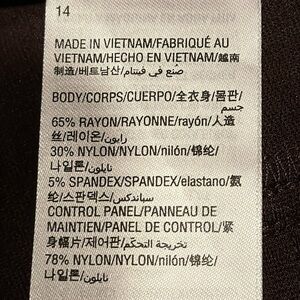 14
MADE IN VIETNAM/FABRIQUÉ AU
VIETNAM/HECHO EN VIETNAM/越南
制造/베트남산/صنع في فيتنام
BODY/CORPS/CUERPO/全衣身/몸판/
جسم
65% RAYON/RAYONNE/rayón/人造
丝/레이온/رايون
30% NYLON/NYLON/nilón/锦纶/
나일론/نايلون
5% SPANDEX/SPANDEX/elastano/氨
纶/스판덱스/سباندكس
CONTROL PANEL/PANNEAU DE
MAINTIEN/PANEL DE CONTROL/紧
身幅片/제어판/تخريجة التحكم
78% NYLON/NYLON/nilón/锦纶/
나일론/نايلون